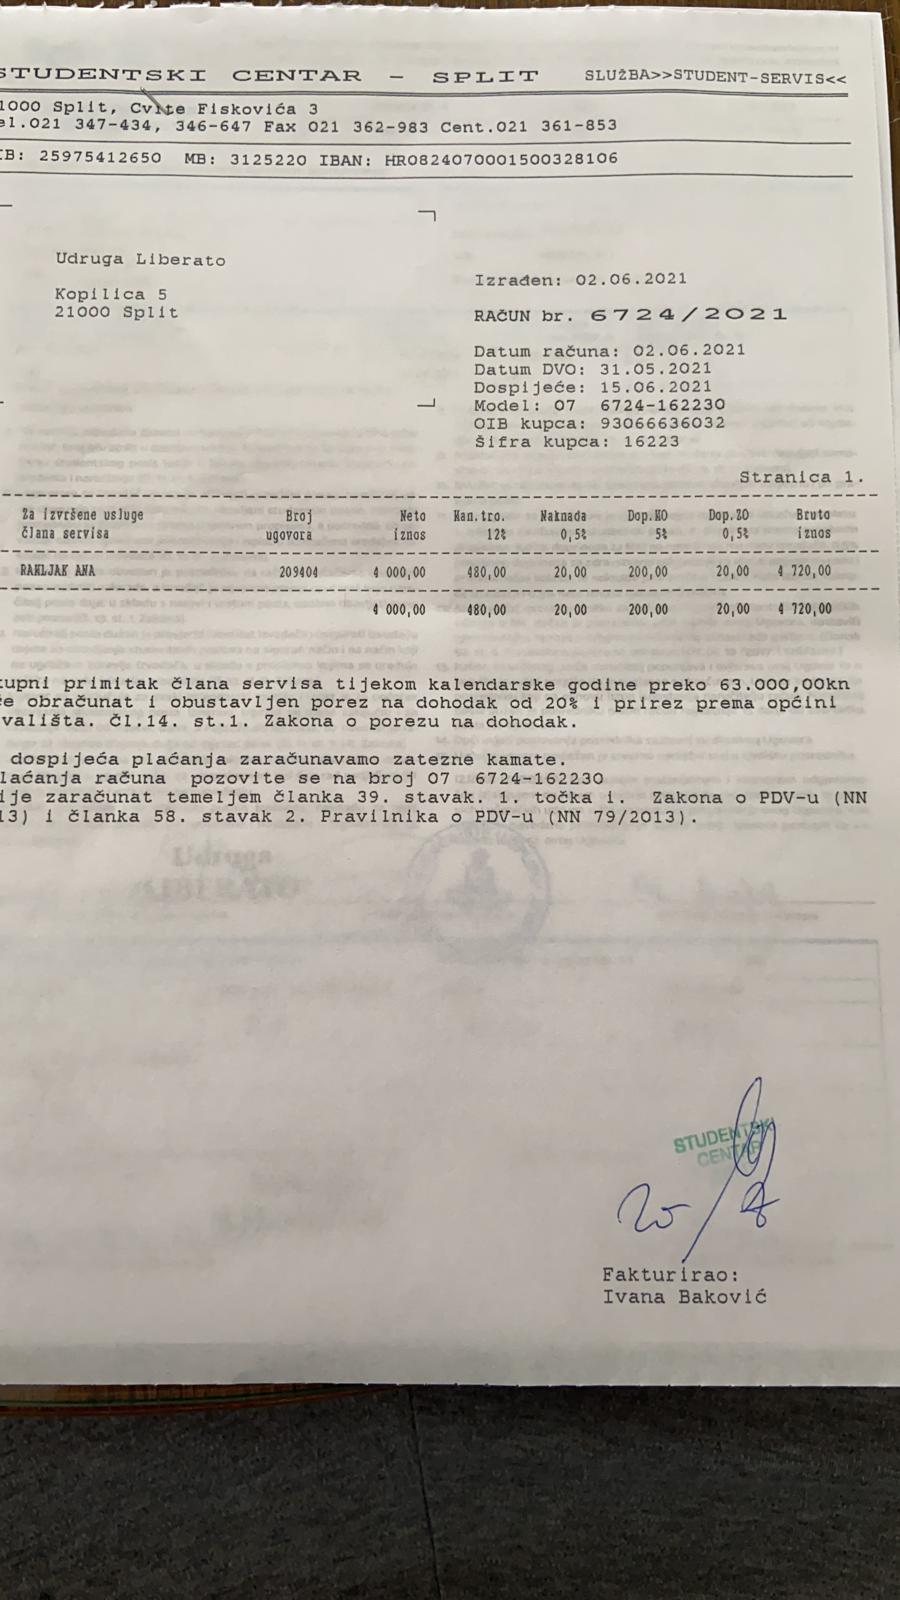 STUDENTSKI CENTAR - SPLIT SLUŽBA>>STUDENT-SERVIS<<
1000 Split, Cvite Fiskovića 3
el.021 347-434, 346-647 Fax 021 362-983 Cent.021 361-853
IB: 25975412650 MB: 3125220 IBAN: HR0824070001500328106
Udruga Liberato
Kopilica 5
21000 Split
Izrađen: 02.06.2021
RAČUN br. 6724/2021
Datum računa: 02.06.2021
Datum DVO: 31.05.2021
Dospijeće: 15.06.2021
Model: 07 6724-162230
OIB kupca: 93066636032
Šifra kupca: 16223
Stranica 1.
Za izvršene usluge Broj Neto Man.tro. Naknada Dop.MO Dop.ZO Bruto
člana servisa ugovora iznos 12% 0,5% 5% 0,5% iznos
RAKLJAK ANA 209404 4 000,00 480,00 20,00 200,00 20,00 4 720,00
4 000,00 480,00 20,00 200,00 20,00 4 720,00
kupni primitak člana servisa tijekom kalendarske godine preko 63.000,00kn
će obračunat i obustavljen porez na dohodak od 20% i prirez prema općini
vališta. čl.14. st.1. Zakona o porezu na dohodak.
dospijeća plaćanja zaračunavamo zatezne kamate.
laćanja računa pozovite se na broj 07 6724-162230
ije zaračunat temeljem članka 39. stavak. 1. točka i. Zakona o PDV-u (NN
13) i članka 58. stavak 2. Pravilnika o PDV-u (NN 79/2013).
Udruga
LIBERATO
STUDENTSKI
CENTAR
Fakturirao:
Ivana Baković